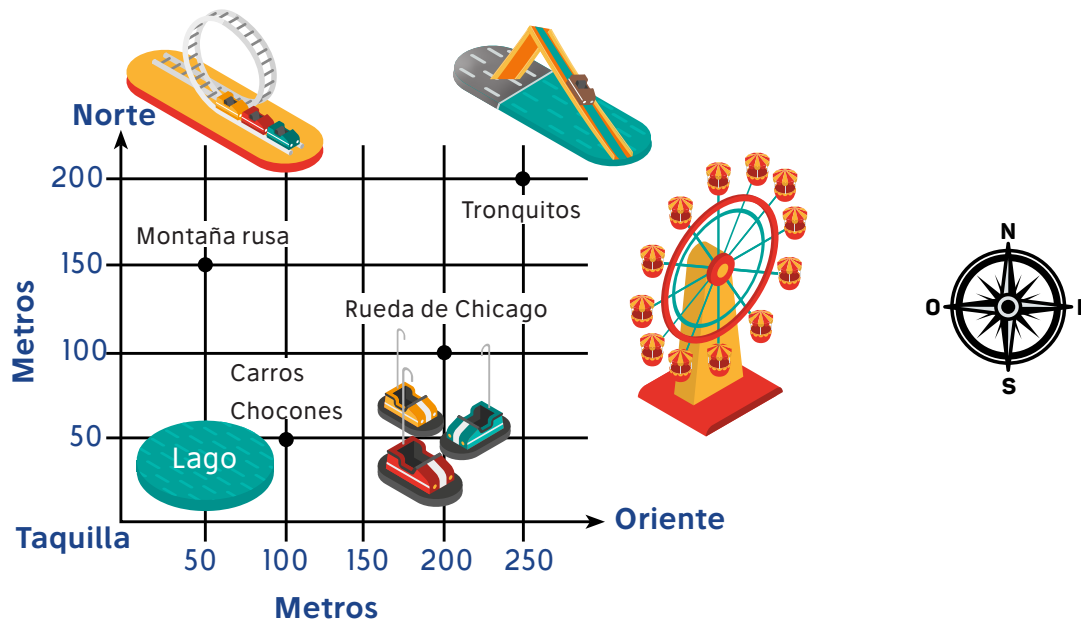 Norte
200
Tronquitos
Montaña rusa
150
Rueda de Chicago
Metros
100
Carros
Chocones
50
Lago
Taquilla
Oriente
50 100 150 200 250
Metros
N
O
S